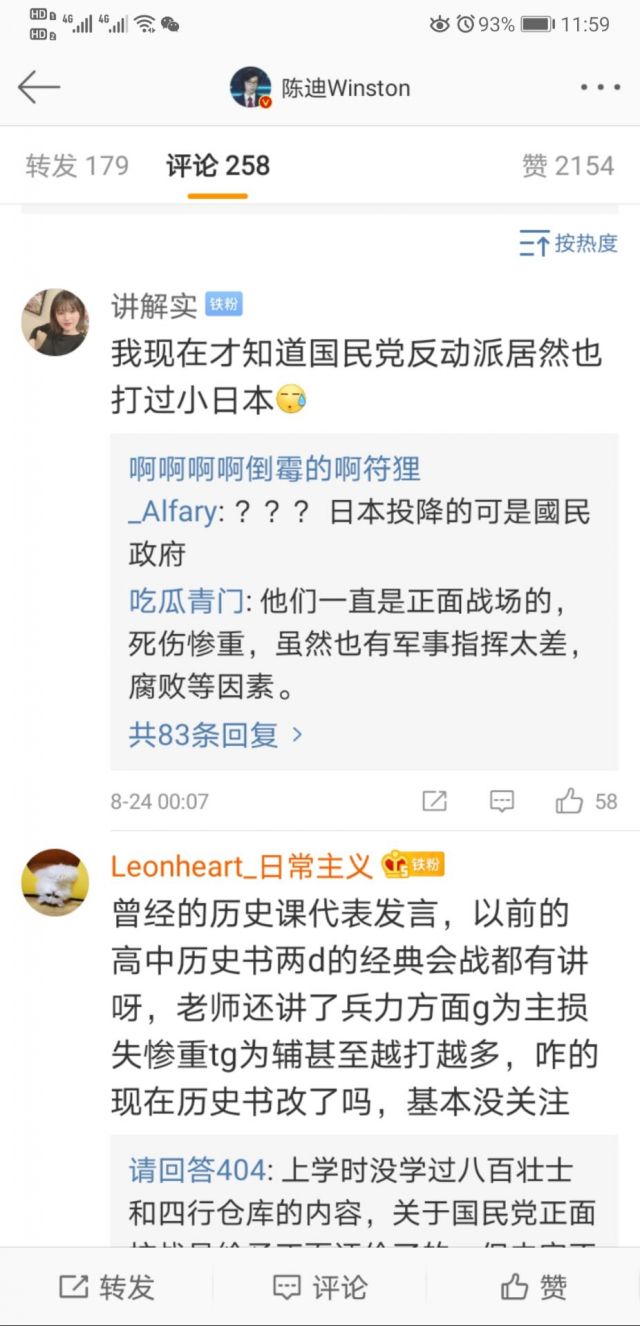 HD 1 4G 4G 93% 11:59
HD 2
陈迪Winston
转发 179 评论 258 赞 2154
按热度
讲解实 铁粉
我现在才知道国民党反动派居然也
打过小日本
啊啊啊啊倒霉的啊符狸
_Alfary: ？？？ 日本投降的可是國民
政府
吃瓜青门: 他们一直是正面战场的，
死伤惨重，虽然也有军事指挥太差，
腐败等因素。
共83条回复 >
8-24 00:07 58
Leonheart_日常主义 5 铁粉
曾经的历史课代表发言，以前的
高中历史书两d的经典会战都有讲
呀，老师还讲了兵力方面g为主损
失惨重tg为辅甚至越打越多，咋的
现在历史书改了吗，基本没关注
请回答404: 上学时没学过八百壮士
和四行仓库的内容，关于国民党正面
转发 评论 赞